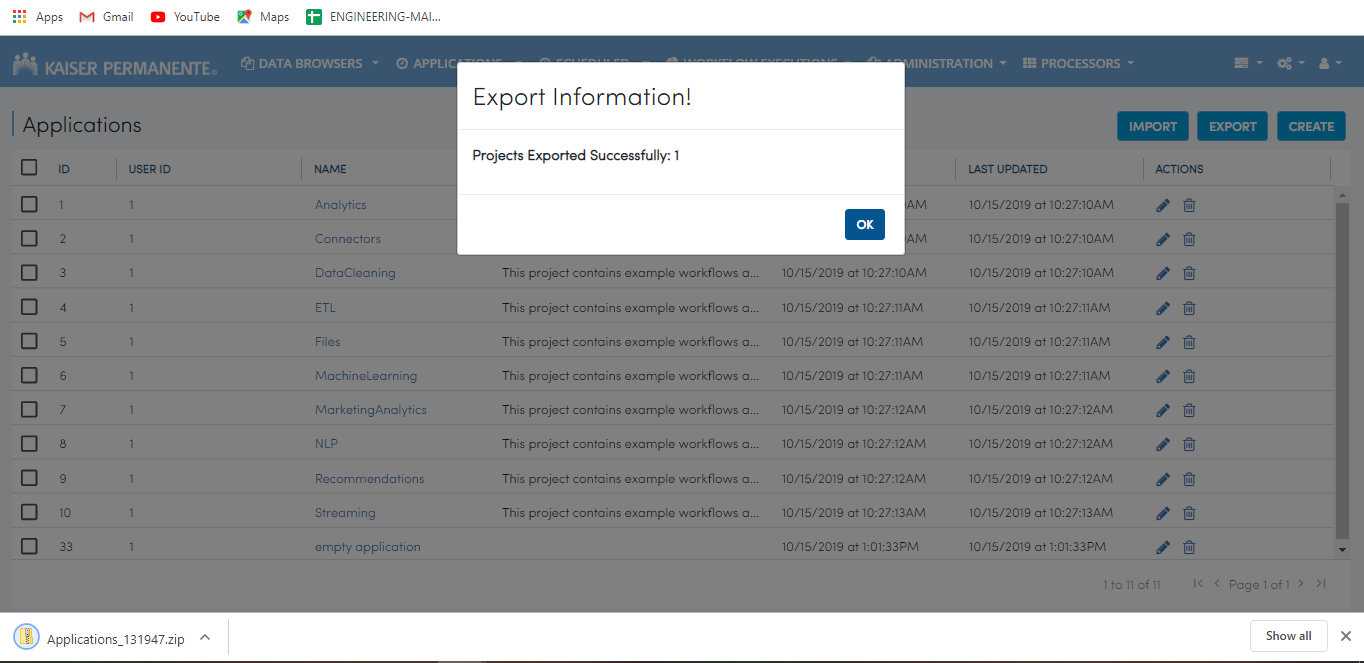 Apps Gmail YouTube Maps ENGINEERING-MAI...
KAISER PERMANENTE® DATA BROWSERS APPLICATIONS SCHEDULED WORKFLOW EXECUTIONS ADMINISTRATION PROCESSORS
Export Information!
Projects Exported Successfully: 1
OK
Applications
IMPORT EXPORT CREATE
ID USER ID NAME LAST UPDATED ACTIONS
1 1 Analytics AM 10/15/2019 at 10:27:10AM
2 1 Connectors AM 10/15/2019 at 10:27:10AM
3 1 DataCleaning This project contains example workflows a... 10/15/2019 at 10:27:10AM 10/15/2019 at 10:27:10AM
4 1 ETL This project contains example workflows a... 10/15/2019 at 10:27:11AM 10/15/2019 at 10:27:11AM
5 1 Files This project contains example workflows a... 10/15/2019 at 10:27:11AM 10/15/2019 at 10:27:11AM
6 1 MachineLearning This project contains example workflows a... 10/15/2019 at 10:27:11AM 10/15/2019 at 10:27:11AM
7 1 MarketingAnalytics This project contains example workflows a... 10/15/2019 at 10:27:12AM 10/15/2019 at 10:27:12AM
8 1 NLP This project contains example workflows a... 10/15/2019 at 10:27:12AM 10/15/2019 at 10:27:12AM
9 1 Recommendations This project contains example workflows a... 10/15/2019 at 10:27:12AM 10/15/2019 at 10:27:12AM
10 1 Streaming This project contains example workflows a... 10/15/2019 at 10:27:13AM 10/15/2019 at 10:27:13AM
33 1 empty application 10/15/2019 at 1:01:33PM 10/15/2019 at 1:01:33PM
1 to 11 of 11 Page 1 of 1
Applications_131947.zip Show all